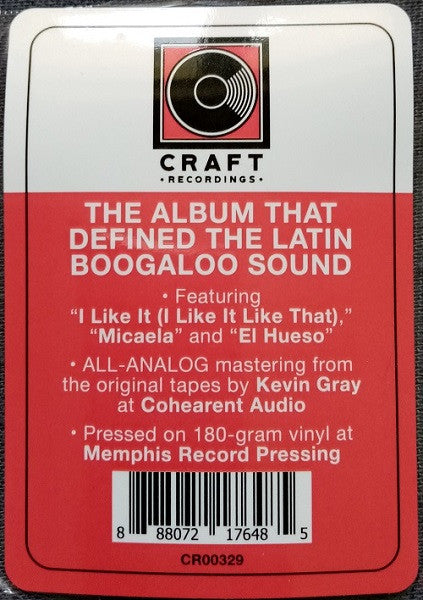 CRAFT
• RECORDINGS •
THE ALBUM THAT
DEFINED THE LATIN
BOOGALOO SOUND
• Featuring
“I Like It (I Like It Like That),”
“Micaela” and “El Hueso”
• ALL-ANALOG mastering from
the original tapes by Kevin Gray
at Cohearent Audio
• Pressed on 180-gram vinyl at
Memphis Record Pressing
8 88072 17648 5
CR00329